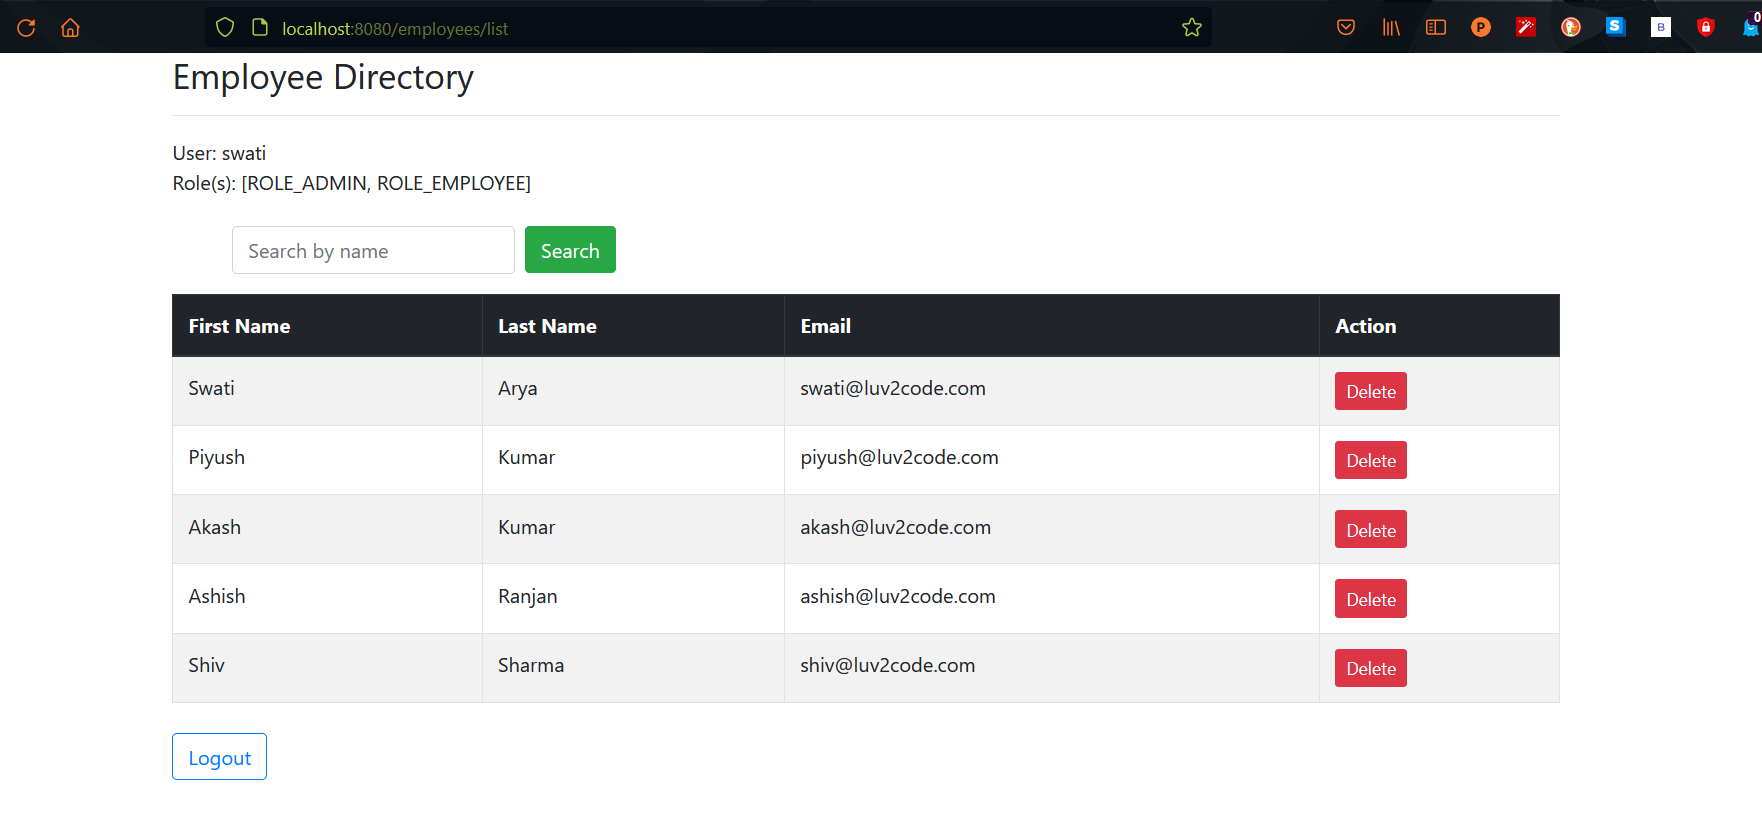 localhost:8080/employees/list
P
S
B
0
Employee Directory
User: swati
Role(s): [ROLE_ADMIN, ROLE_EMPLOYEE]
Search by name Search
First Name Last Name Email Action
Swati Arya swati@luv2code.com Delete
Piyush Kumar piyush@luv2code.com Delete
Akash Kumar akash@luv2code.com Delete
Ashish Ranjan ashish@luv2code.com Delete
Shiv Sharma shiv@luv2code.com Delete
Logout